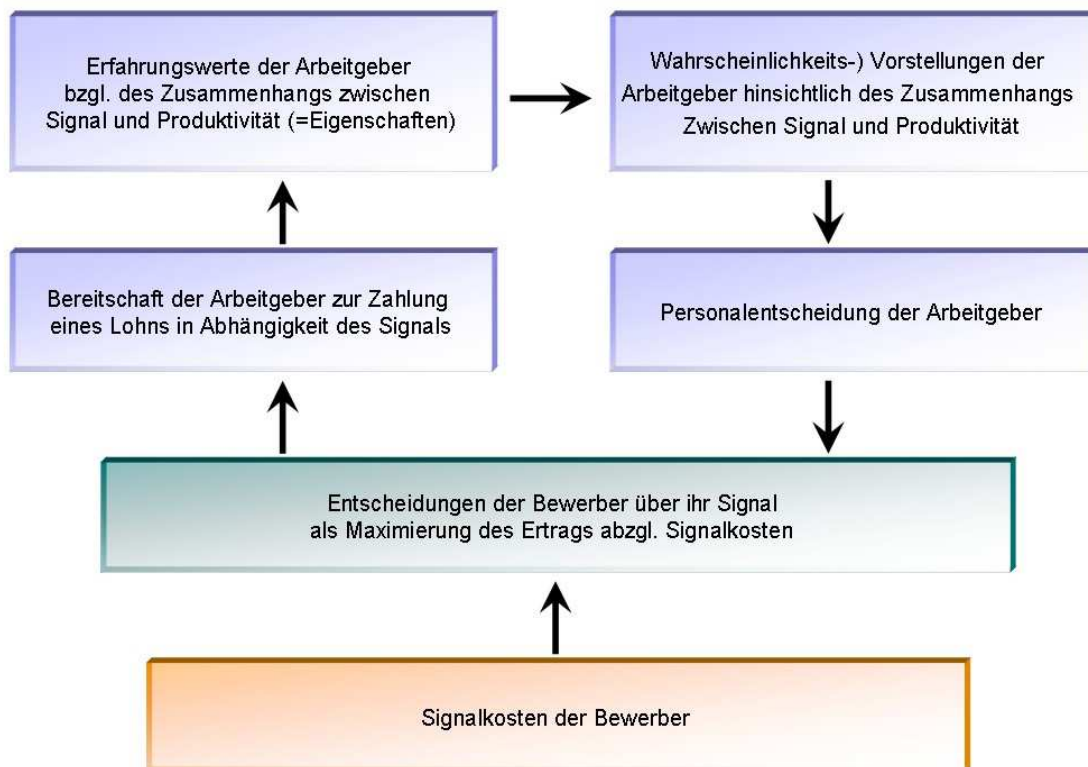 Erfahrungswerte der Arbeitgeber
bzgl. des Zusammenhangs zwischen
Signal und Produktivität (=Eigenschaften)
Wahrscheinlichkeits-) Vorstellungen der
Arbeitgeber hinsichtlich des Zusammenhangs
Zwischen Signal und Produktivität
Bereitschaft der Arbeitgeber zur Zahlung
eines Lohns in Abhängigkeit des Signals
Personalentscheidung der Arbeitgeber
Entscheidungen der Bewerber über ihr Signal
als Maximierung des Ertrags abzgl. Signalkosten
Signalkosten der Bewerber